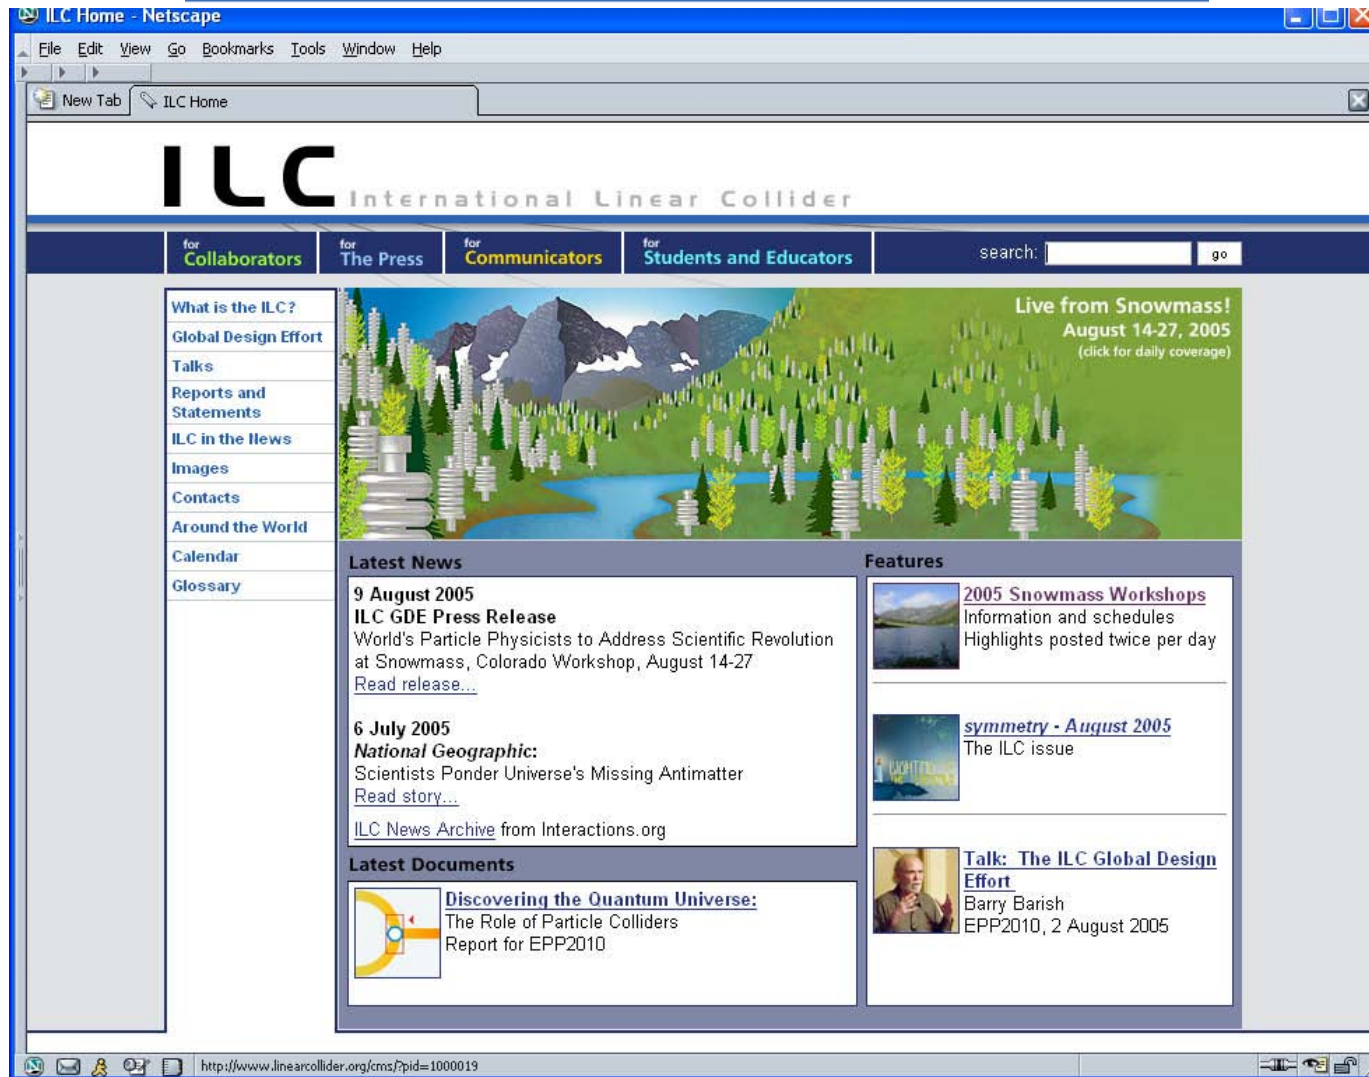 ILC Home - Netscape
File Edit View Go Bookmarks Tools Window Help
New Tab ILC Home
ILC International Linear Collider
for Collaborators
for The Press
for Communicators
for Students and Educators
search: go
What is the ILC?
Global Design Effort
Talks
Reports and
Statements
ILC in the News
Images
Contacts
Around the World
Calendar
Glossary
Live from Snowmass!
August 14-27, 2005
(click for daily coverage)
Latest News
9 August 2005
ILC GDE Press Release
World's Particle Physicists to Address Scientific Revolution
at Snowmass, Colorado Workshop, August 14-27
Read release...
6 July 2005
National Geographic:
Scientists Ponder Universe's Missing Antimatter
Read story...
ILC News Archive from Interactions.org
Latest Documents
Discovering the Quantum Universe:
The Role of Particle Colliders
Report for EPP2010
Features
2005 Snowmass Workshops
Information and schedules
Highlights posted twice per day
symmetry - August 2005
The ILC issue
Talk: The ILC Global Design
Effort
Barry Barish
EPP2010, 2 August 2005
http://www.linearcollider.org/cms/?pid=1000019